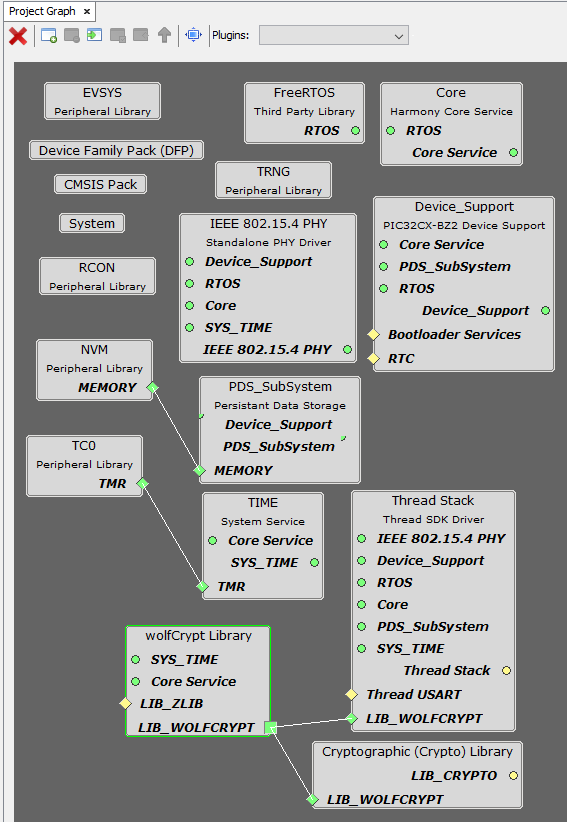 Project Graph ×
Plugins:
EVSYS
Peripheral Library
FreeRTOS
Third Party Library
RTOS
Core
Harmony Core Service
RTOS
Core Service
Device Family Pack (DFP)
TRNG
Peripheral Library
CMSIS Pack
System
IEEE 802.15.4 PHY
Standalone PHY Driver
Device_Support
RTOS
Core
SYS_TIME
IEEE 802.15.4 PHY
Device_Support
PIC32CX-BZ2 Device Support
Core Service
PDS_SubSystem
RTOS
Device_Support
Bootloader Services
RTC
RCON
Peripheral Library
NVM
Peripheral Library
MEMORY
PDS_SubSystem
Persistant Data Storage
Device_Support
PDS_SubSystem
MEMORY
TC0
Peripheral Library
TMR
TIME
System Service
Core Service
SYS_TIME
TMR
Thread Stack
Thread SDK Driver
IEEE 802.15.4 PHY
Device_Support
RTOS
Core
PDS_SubSystem
SYS_TIME
Thread Stack
Thread USART
LIB_WOLFCRYPT
wolfCrypt Library
SYS_TIME
Core Service
LIB_ZLIB
LIB_WOLFCRYPT
Cryptographic (Crypto) Library
LIB_CRYPTO
LIB_WOLFCRYPT